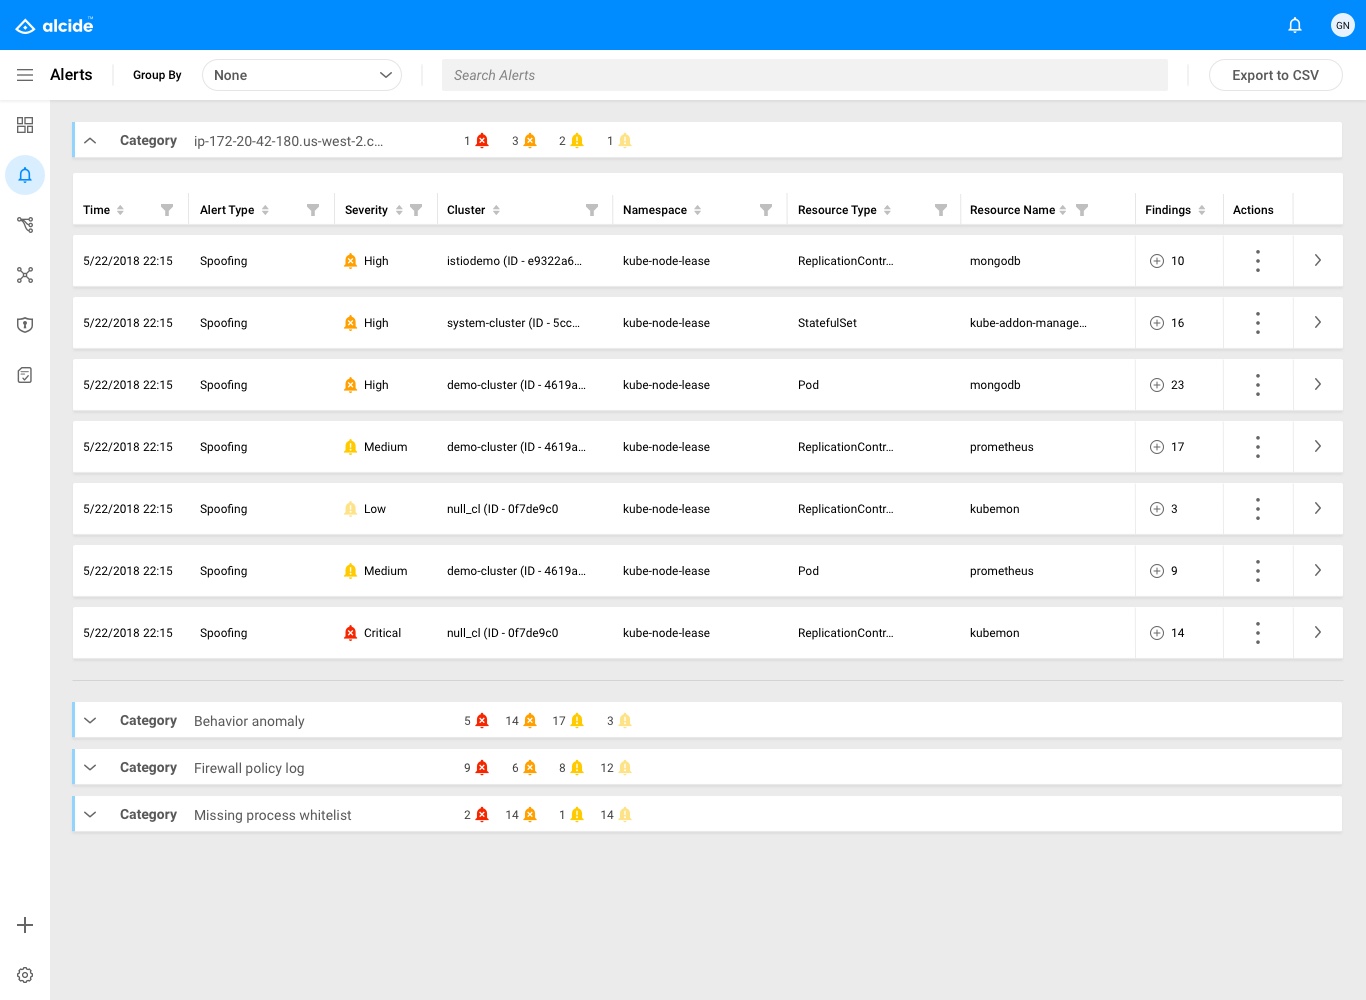 alcide™
GN
Alerts Group By None Search Alerts Export to CSV
Category ip-172-20-42-180.us-west-2.c... 1 3 2 1
Time Alert Type Severity Cluster Namespace Resource Type Resource Name Findings Actions
5/22/2018 22:15 Spoofing High istiodemo (ID - e9322a6... kube-node-lease ReplicationContr... mongodb 10
5/22/2018 22:15 Spoofing High system-cluster (ID - 5cc... kube-node-lease StatefulSet kube-addon-manage... 16
5/22/2018 22:15 Spoofing High demo-cluster (ID - 4619a... kube-node-lease Pod mongodb 23
5/22/2018 22:15 Spoofing Medium demo-cluster (ID - 4619a... kube-node-lease ReplicationContr... prometheus 17
5/22/2018 22:15 Spoofing Low null_cl (ID - 0f7de9c0 kube-node-lease ReplicationContr... kubemon 3
5/22/2018 22:15 Spoofing Medium demo-cluster (ID - 4619a... kube-node-lease Pod prometheus 9
5/22/2018 22:15 Spoofing Critical null_cl (ID - 0f7de9c0 kube-node-lease ReplicationContr... kubemon 14
Category Behavior anomaly 5 14 17 3
Category Firewall policy log 9 6 8 12
Category Missing process whitelist 2 14 1 14